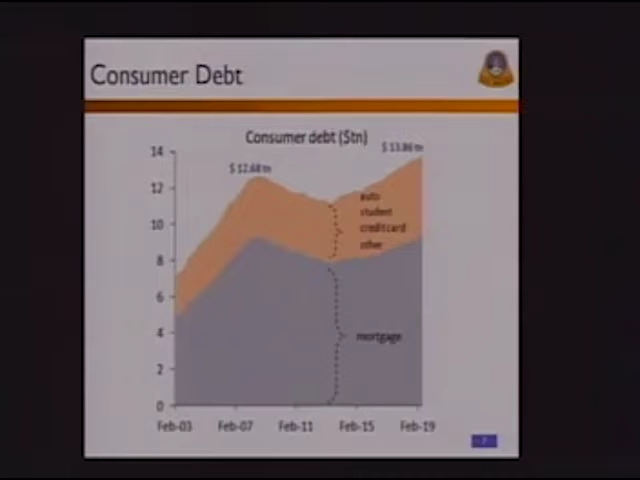 Consumer Debt
Consumer debt ($tn)
$ 12.68 tn
$ 13.86 tn
14
12
10
8
6
4
2
0
auto
student
credit card
other
mortgage
Feb-03
Feb-07
Feb-11
Feb-15
Feb-19